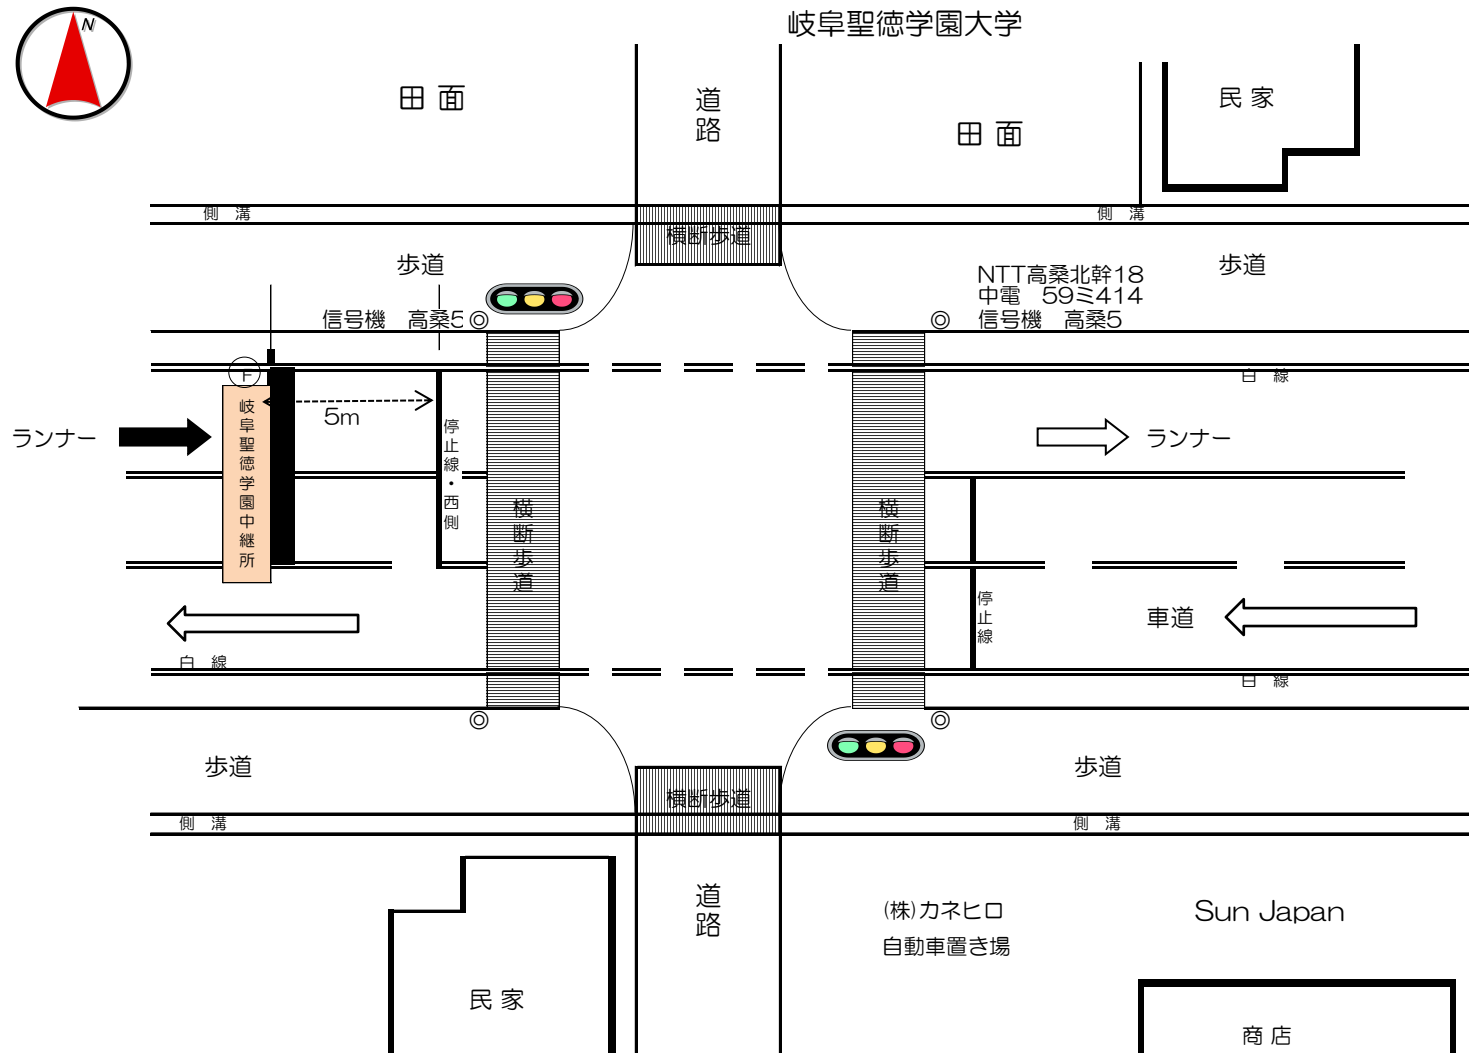 岐阜聖徳学園大学
N
田 面
道路
田 面
民 家
側 溝
側 溝
横断歩道
歩道
歩道
NTT高桑北幹18
中電 59ミ414
信号機 高桑5
信号機 高桑5
白 線
F
岐阜聖徳学園中継所
5m
停止線・西側
ランナー
ランナー
横断歩道
横断歩道
停止線
車道
白 線
白 線
歩道
歩道
横断歩道
側 溝
側 溝
道路
(株)カネヒロ
自動車置き場
Sun Japan
民 家
商 店